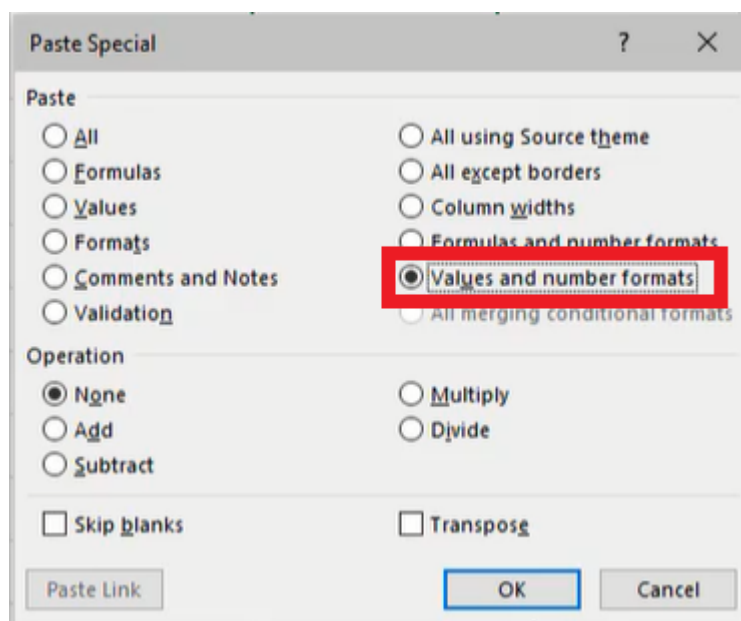 Paste Special ?
Paste
All
Formulas
Values
Formats
Comments and Notes
Validation
All using Source theme
All except borders
Column widths
Formulas and number formats
Values and number formats
All merging conditional formats
Operation
None
Add
Subtract
Multiply
Divide
Skip blanks
Transpose
Paste Link
OK
Cancel